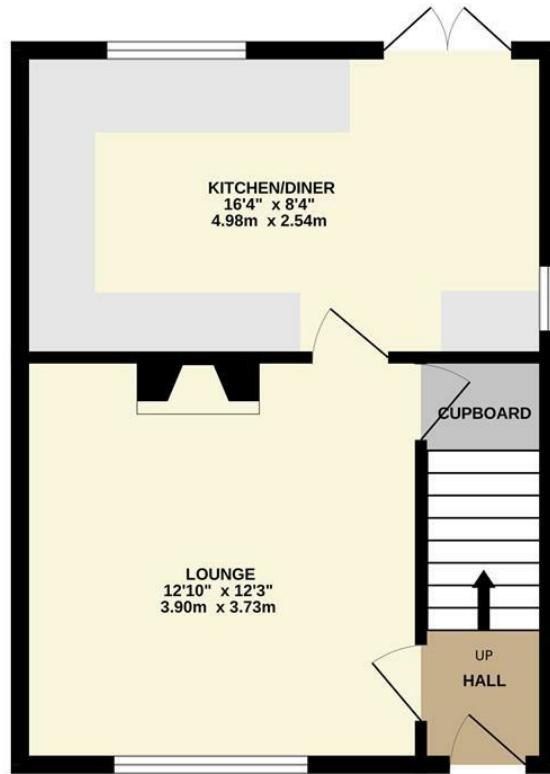 KITCHEN/DINER
16'4" x 8'4"
4.98m x 2.54m
CUPBOARD
LOUNGE
12'10" x 12'3"
3.90m x 3.73m
UP
HALL